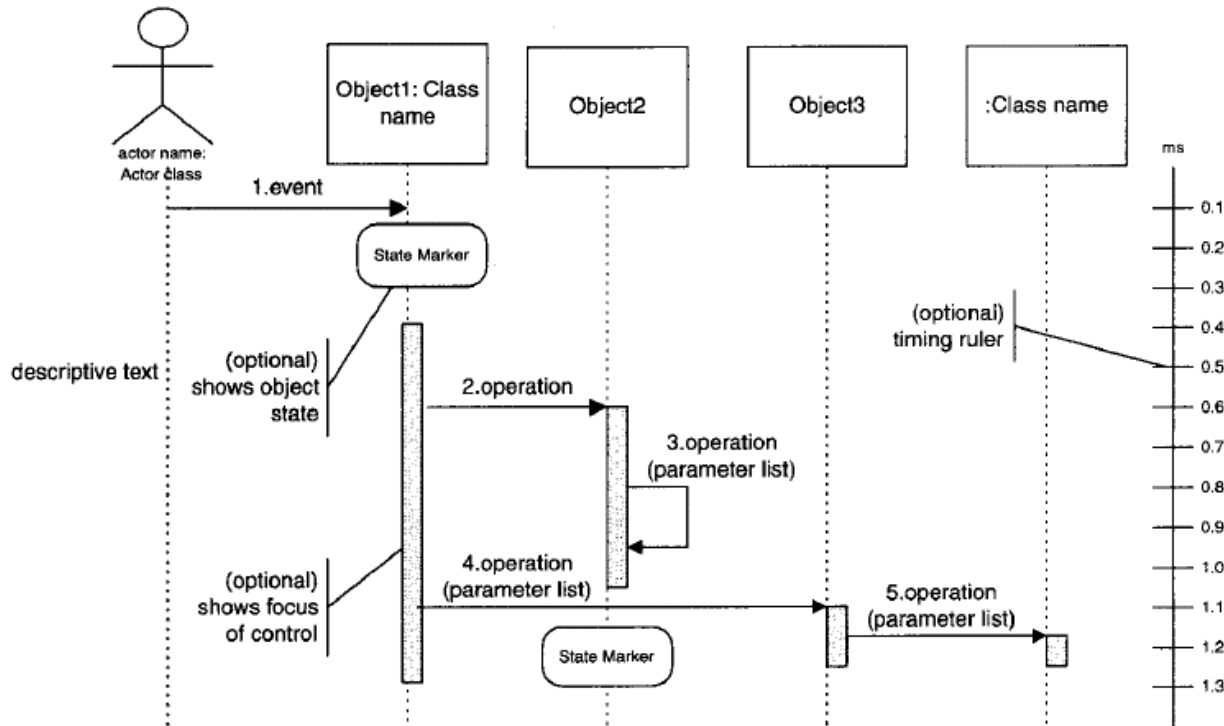 actor name:
Actor class
Object1: Class
name
Object2
Object3
:Class name
ms
1.event
State Marker
0.1
0.2
0.3
(optional)
timing ruler
0.4
0.5
descriptive text
(optional)
shows object
state
2.operation
0.6
3.operation
(parameter list)
0.7
0.8
0.9
4.operation
(parameter list)
1.0
(optional)
shows focus
of control
5.operation
(parameter list)
1.1
State Marker
1.2
1.3